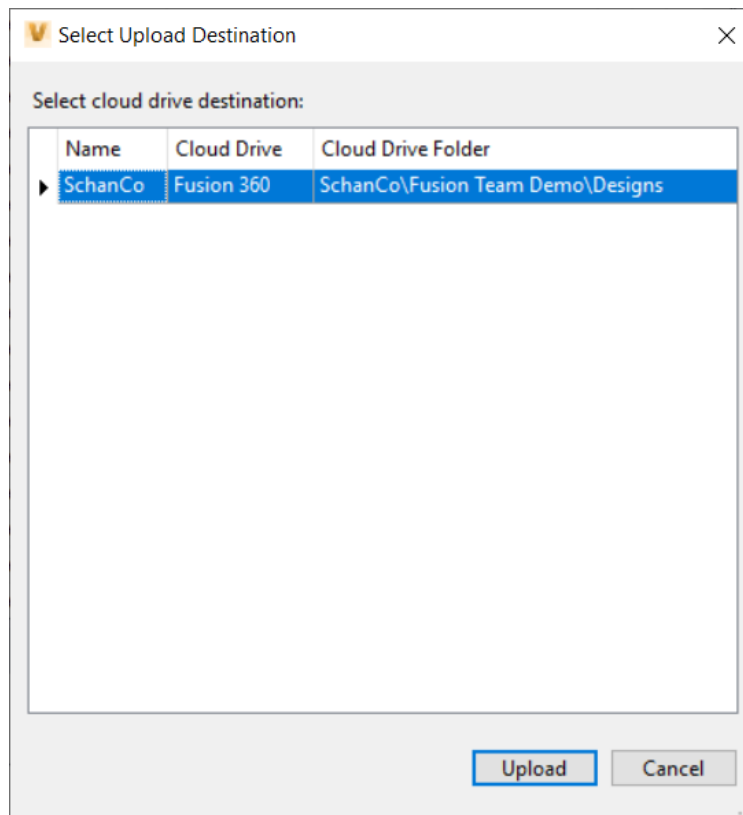 Select Upload Destination
Select cloud drive destination:
Name Cloud Drive Cloud Drive Folder
SchanCo Fusion 360 SchanCo\Fusion Team Demo\Designs
Upload Cancel